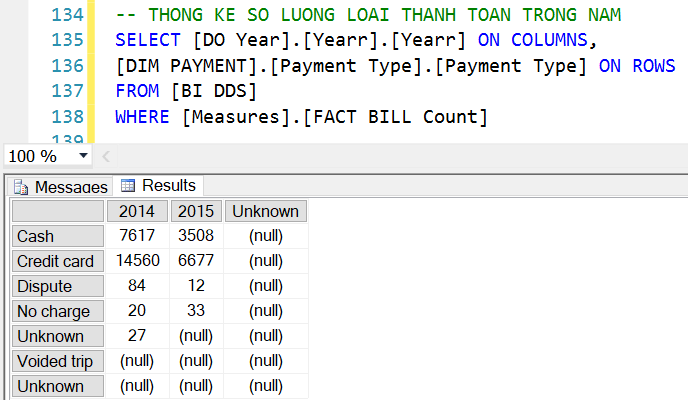 134 -- THONG KE SO LUONG LOAI THANH TOAN TRONG NAM
135 SELECT [DO Year].[Yearr].[Yearr] ON COLUMNS,
136 [DIM PAYMENT].[Payment Type].[Payment Type] ON ROWS
137 FROM [BI DDS]
138 WHERE [Measures].[FACT BILL Count]
139
100 %
Messages Results
2014 2015 Unknown
Cash 7617 3508 (null)
Credit card 14560 6677 (null)
Dispute 84 12 (null)
No charge 20 33 (null)
Unknown 27 (null) (null)
Voided trip (null) (null) (null)
Unknown (null) (null) (null)